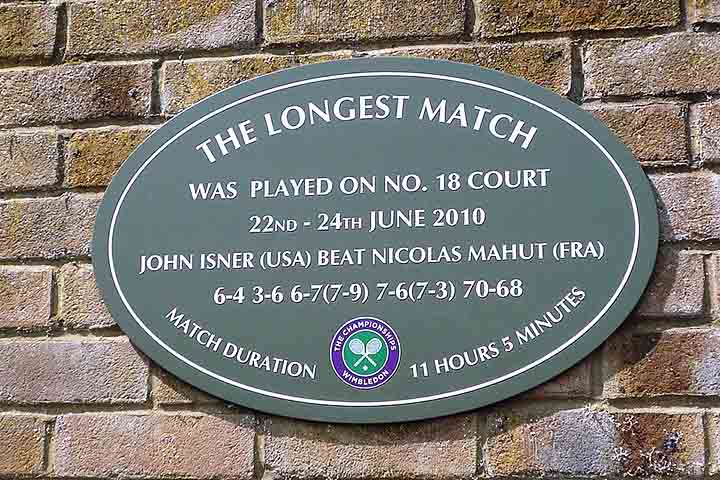 THE LONGEST MATCH
WAS PLAYED ON NO. 18 COURT
22ND - 24TH JUNE 2010
JOHN ISNER (USA) BEAT NICOLAS MAHUT (FRA)
6-4 3-6 6-7(7-9) 7-6(7-3) 70-68
MATCH DURATION 11 HOURS 5 MINUTES
THE CHAMPIONSHIPS
WIMBLEDON